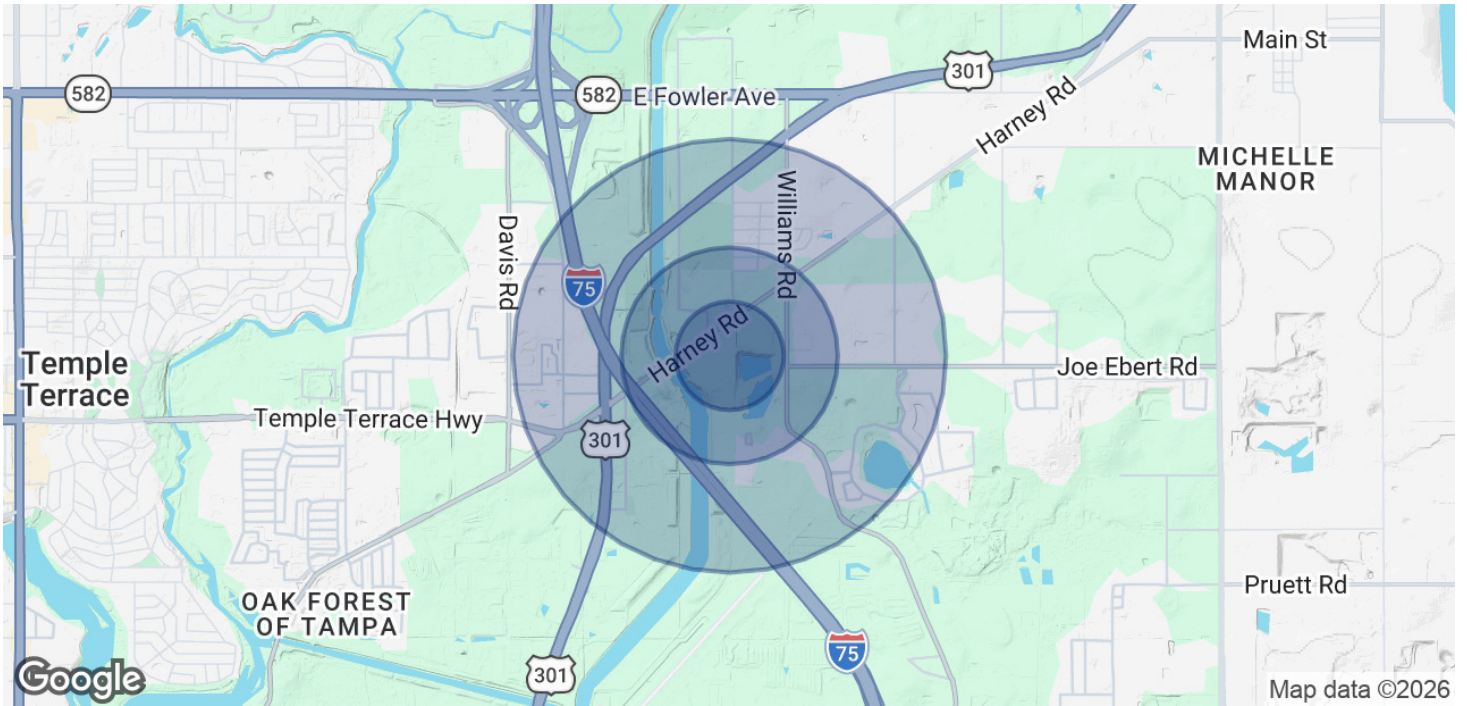 Main St
301
582
582
E Fowler Ave
Harney Rd
MICHELLE
MANOR
Williams Rd
Davis Rd
75
Harney Rd
Temple
Terrace
Joe Ebert Rd
Temple Terrace Hwy
301
Pruett Rd
OAK FOREST
OF TAMPA
75
301
Google
Map data ©2026